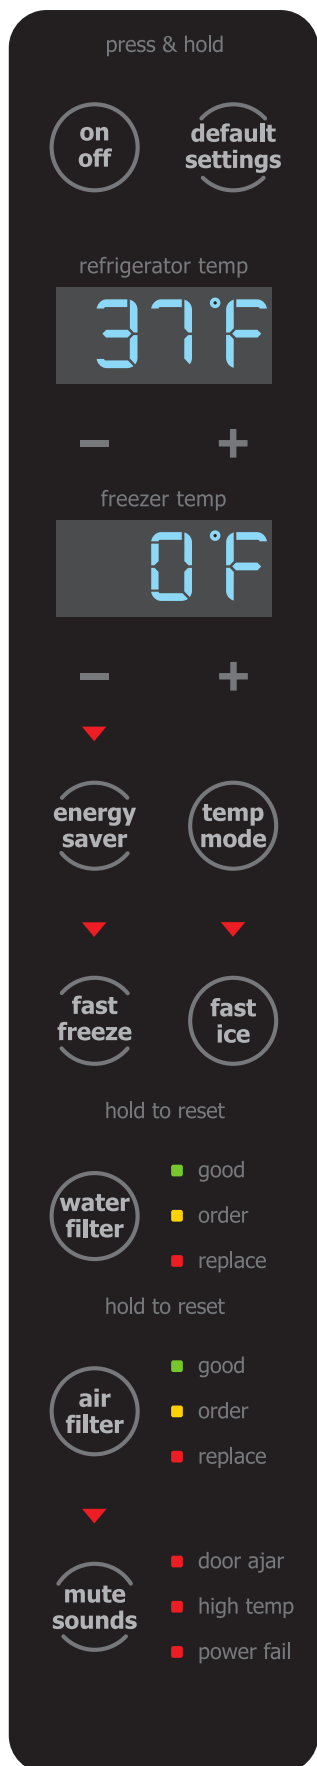 press & hold
on
off
default
settings
refrigerator temp
37°F
− +
freezer temp
0°F
− +
energy
saver
temp
mode
fast
freeze
fast
ice
hold to reset
water
filter
good
order
replace
hold to reset
air
filter
good
order
replace
mute
sounds
door ajar
high temp
power fail